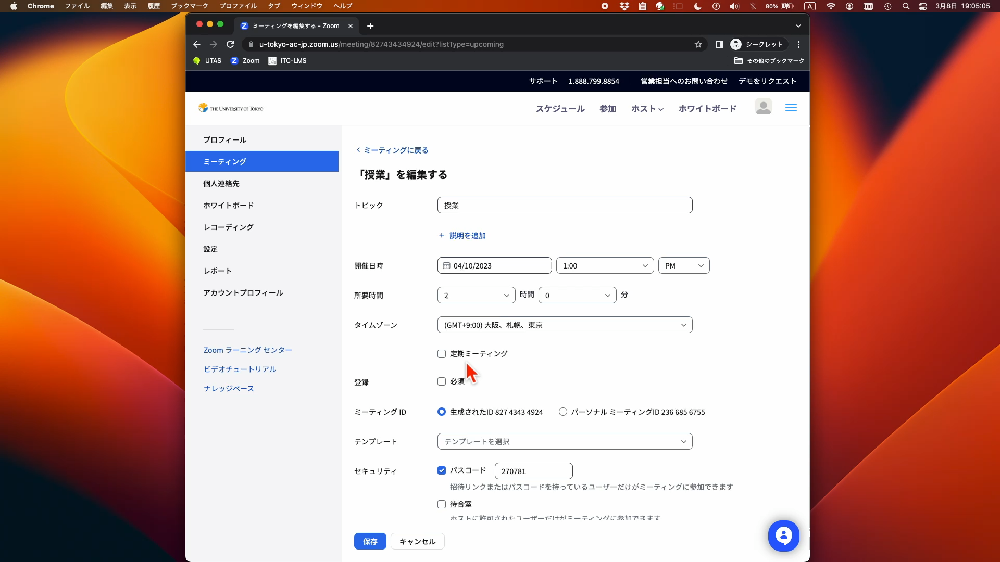 Chrome ファイル 編集 表示 履歴 ブックマーク プロファイル タブ ウィンドウ ヘルプ 80% A 3月8日 19:05:05
ミーティングを編集する - Zoom
u-tokyo-ac-jp.zoom.us/meeting/82743434924/edit?listType=upcoming シークレット
UTAS Zoom ITC-LMS その他のブックマーク
サポート 1.888.799.8854 営業担当へのお問い合わせ デモをリクエスト
THE UNIVERSITY OF TOKYO スケジュール 参加 ホスト ホワイトボード
プロフィール
ミーティング
個人連絡先
ホワイトボード
レコーディング
設定
レポート
アカウントプロフィール
Zoom ラーニング センター
ビデオチュートリアル
ナレッジベース
ミーティングに戻る
「授業」を編集する
トピック 授業
+ 説明を追加
開催日時 04/10/2023 1:00 PM
所要時間 2 時間 0 分
タイムゾーン (GMT+9:00) 大阪、札幌、東京
定期ミーティング
登録 必須
ミーティング ID 生成されたID 827 4343 4924 パーソナル ミーティングID 236 685 6755
テンプレート テンプレートを選択
セキュリティ パスコード 270781
招待リンクまたはパスコードを持っているユーザーだけがミーティングに参加できます
待合室
ホストに許可されたユーザーだけがミーティングに参加できます
保存 キャンセル